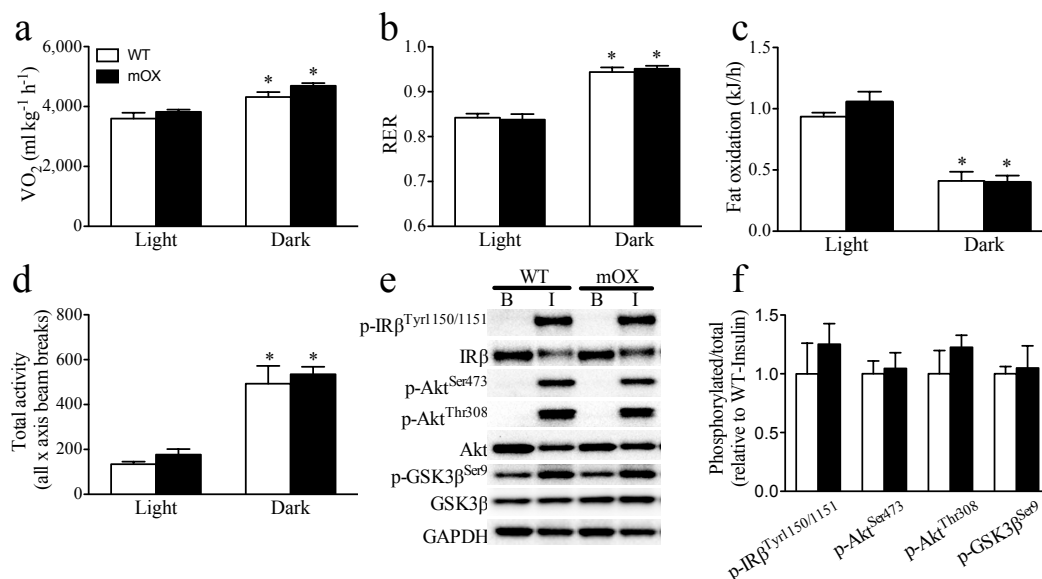 a
6,000
4,000
2,000
0
VO₂ (ml kg⁻¹ h⁻¹)
WT
mOX
* *
Light Dark
b
1.0
0.9
0.8
0.7
0.6
RER
* *
Light Dark
c
1.5
1.0
0.5
0.0
Fat oxidation (kJ/h)
* *
Light Dark
d
800
600
400
200
0
Total activity
(all x axis beam breaks)
* *
Light Dark
e
WT mOX
B I B I
p-IRβTyr1150/1151
IRβ
p-AktSer473
p-AktThr308
Akt
p-GSK3βSer9
GSK3β
GAPDH
f
1.5
1.0
0.5
0.0
Phosphorylated/total
(relative to WT-Insulin)
p-IRβTyr1150/1151
p-AktSer473
p-AktThr308
p-GSK3βSer9